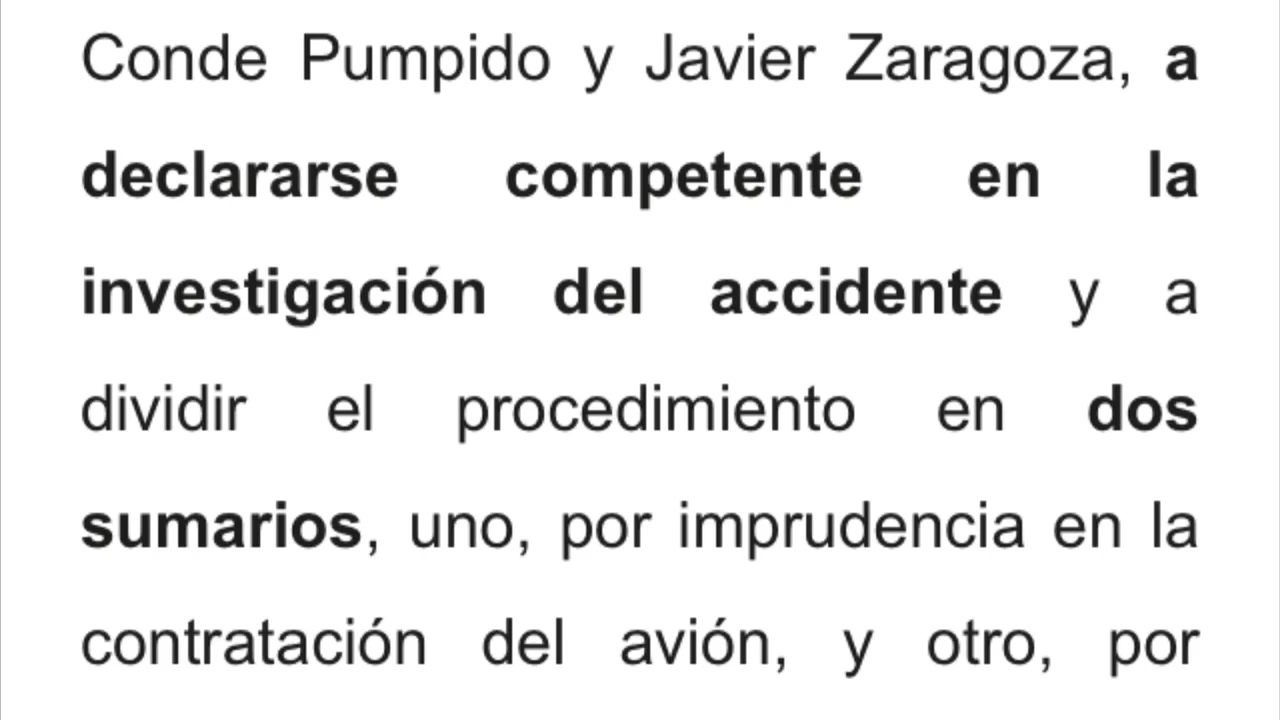 Conde Pumpido y Javier Zaragoza, a
declararse competente en la
investigación del accidente y a
dividir el procedimiento en dos
sumarios, uno, por imprudencia en la
contratación del avión, y otro, por